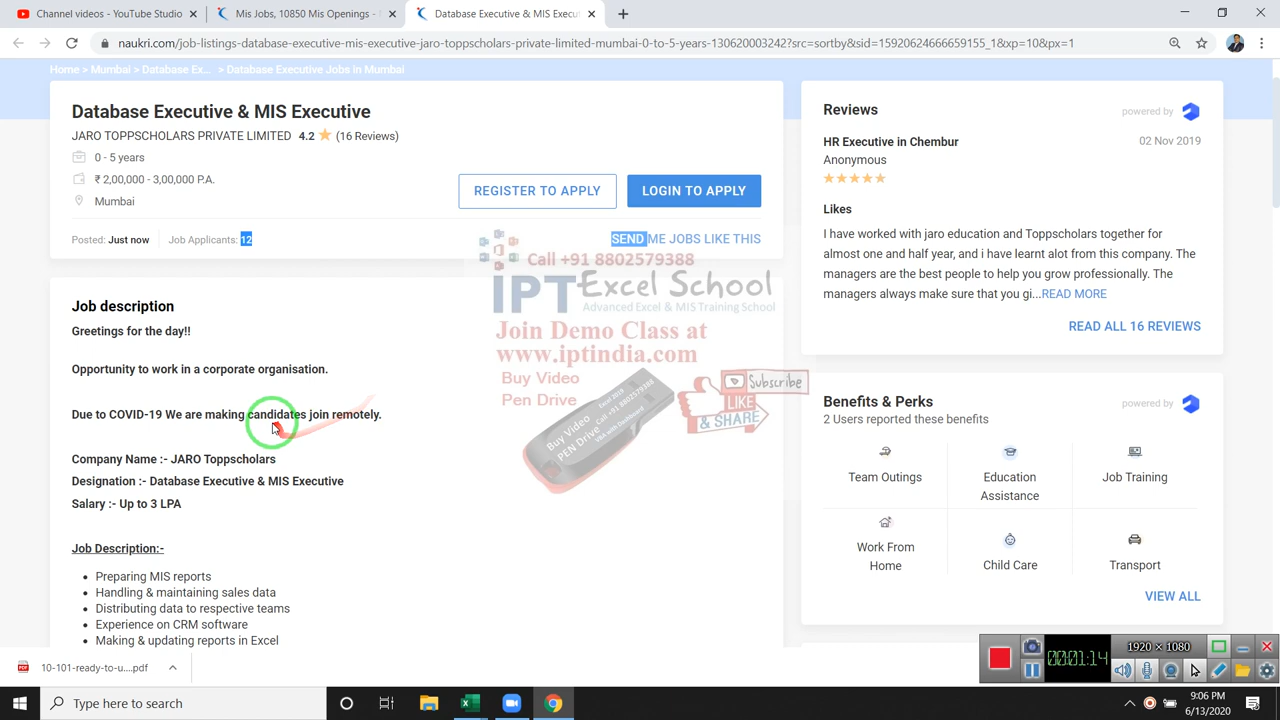 Channel videos - YouTube Studio
Mis Jobs, 10850 Mis Openings -
Database Executive & MIS Execut
naukri.com/job-listings-database-executive-mis-executive-jaro-toppscholars-private-limited-mumbai-0-to-5-years-130620003242?src=sortby&sid=15920624666659155_1&xp=10&px=1
Home > Mumbai > Database Ex... > Database Executive Jobs in Mumbai
Database Executive & MIS Executive
JARO TOPPSCHOLARS PRIVATE LIMITED 4.2 (16 Reviews)
0 - 5 years
₹ 2,00,000 - 3,00,000 P.A.
Mumbai
REGISTER TO APPLY
LOGIN TO APPLY
Posted: Just now
Job Applicants: 12
SEND ME JOBS LIKE THIS
Job description
Greetings for the day!!
Opportunity to work in a corporate organisation.
Due to COVID-19 We are making candidates join remotely.
Company Name :- JARO Toppscholars
Designation :- Database Executive & MIS Executive
Salary :- Up to 3 LPA
Job Description:-
Preparing MIS reports
Handling & maintaining sales data
Distributing data to respective teams
Experience on CRM software
Making & updating reports in Excel
Call +91 8802579388
IPT Excel School
Advanced Excel & MIS Training School
Join Demo Class at
www.iptindia.com
Buy Video
Pen Drive
Buy Video
PEN Drive
Call +91 8802579388
Subscribe
LIKE
& SHARE
Reviews
powered by
HR Executive in Chembur
02 Nov 2019
Anonymous
Likes
I have worked with jaro education and Toppscholars together for
almost one and half year, and i have learnt alot from this company. The
managers are the best people to help you grow professionally. The
managers always make sure that you gi...READ MORE
READ ALL 16 REVIEWS
Benefits & Perks
powered by
2 Users reported these benefits
Team Outings
Education
Assistance
Job Training
Work From
Home
Child Care
Transport
VIEW ALL
1920 × 1080
00:01:14
10-101-ready-to-u....pdf
Type here to search
9:06 PM
6/13/2020